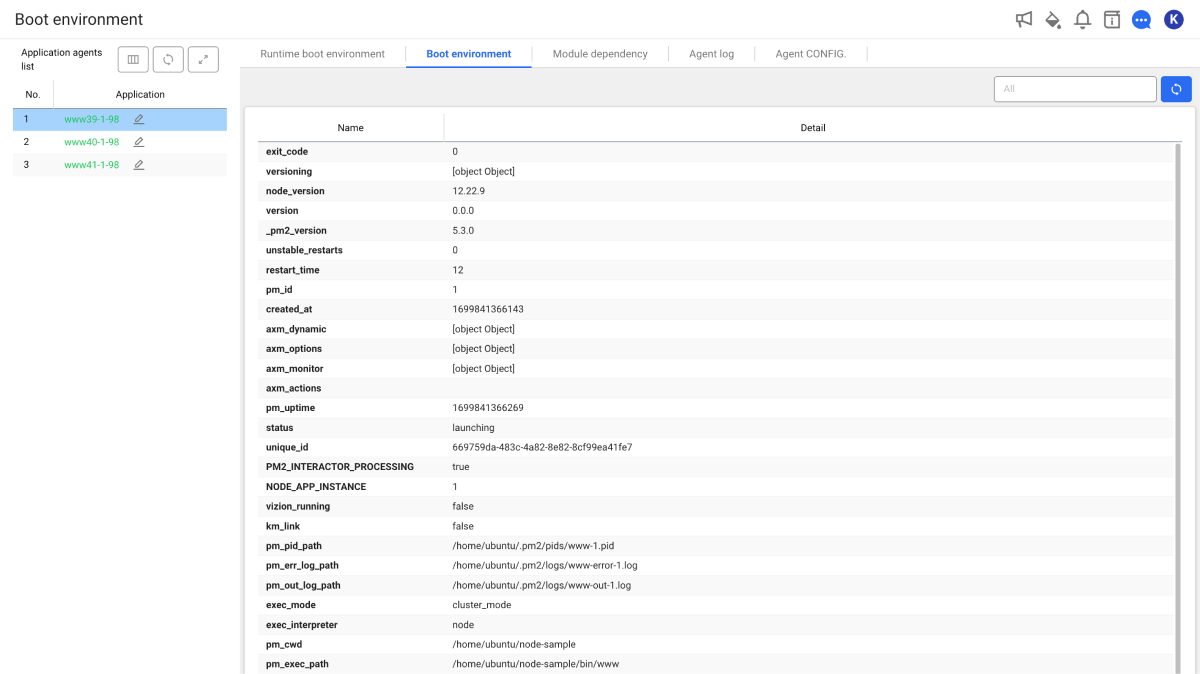 Boot environment
K
Application agents
list
Runtime boot environment
Boot environment
Module dependency
Agent log
Agent CONFIG.
All
No. Application
1 www39-1-98
2 www40-1-98
3 www41-1-98
Name Detail
exit_code 0
versioning [object Object]
node_version 12.22.9
version 0.0.0
_pm2_version 5.3.0
unstable_restarts 0
restart_time 12
pm_id 1
created_at 1699841366143
axm_dynamic [object Object]
axm_options [object Object]
axm_monitor [object Object]
axm_actions
pm_uptime 1699841366269
status launching
unique_id 669759da-483c-4a82-8e82-8cf99ea41fe7
PM2_INTERACTOR_PROCESSING true
NODE_APP_INSTANCE 1
vizion_running false
km_link false
pm_pid_path /home/ubuntu/.pm2/pids/www-1.pid
pm_err_log_path /home/ubuntu/.pm2/logs/www-error-1.log
pm_out_log_path /home/ubuntu/.pm2/logs/www-out-1.log
exec_mode cluster_mode
exec_interpreter node
pm_cwd /home/ubuntu/node-sample
pm_exec_path /home/ubuntu/node-sample/bin/www